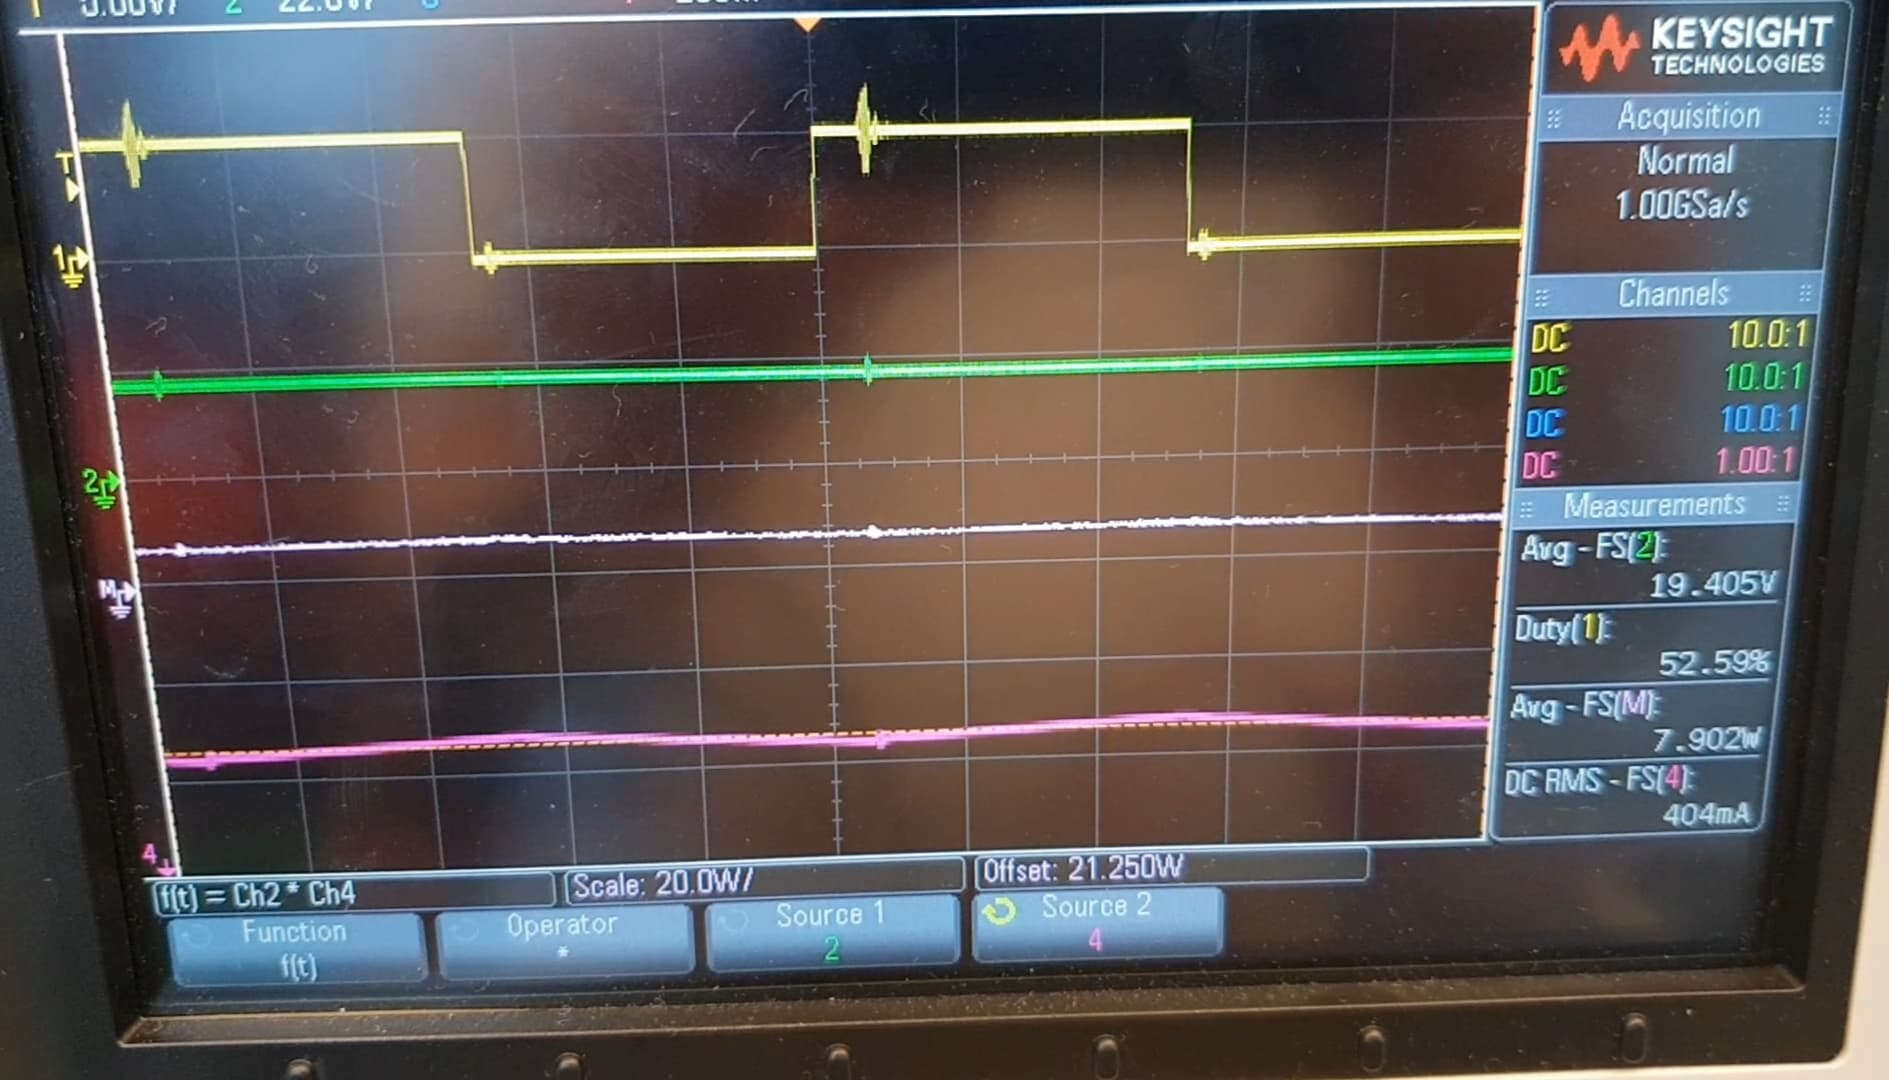 KEYSIGHT
TECHNOLOGIES
Acquisition
Normal
1.00GSa/s
Channels
DC 10.0:1
DC 10.0:1
DC 10.0:1
DC 1.00:1
Measurements
Avg - FS(2):
19.405V
Duty(1):
52.59%
Avg - FS(M):
7.902W
DC RMS - FS(4):
404mA
T
1
2
M
4
f(t) = Ch2 * Ch4
Scale: 20.0W/
Offset: 21.250W
Function
f(t)
Operator
*
Source 1
2
Source 2
4